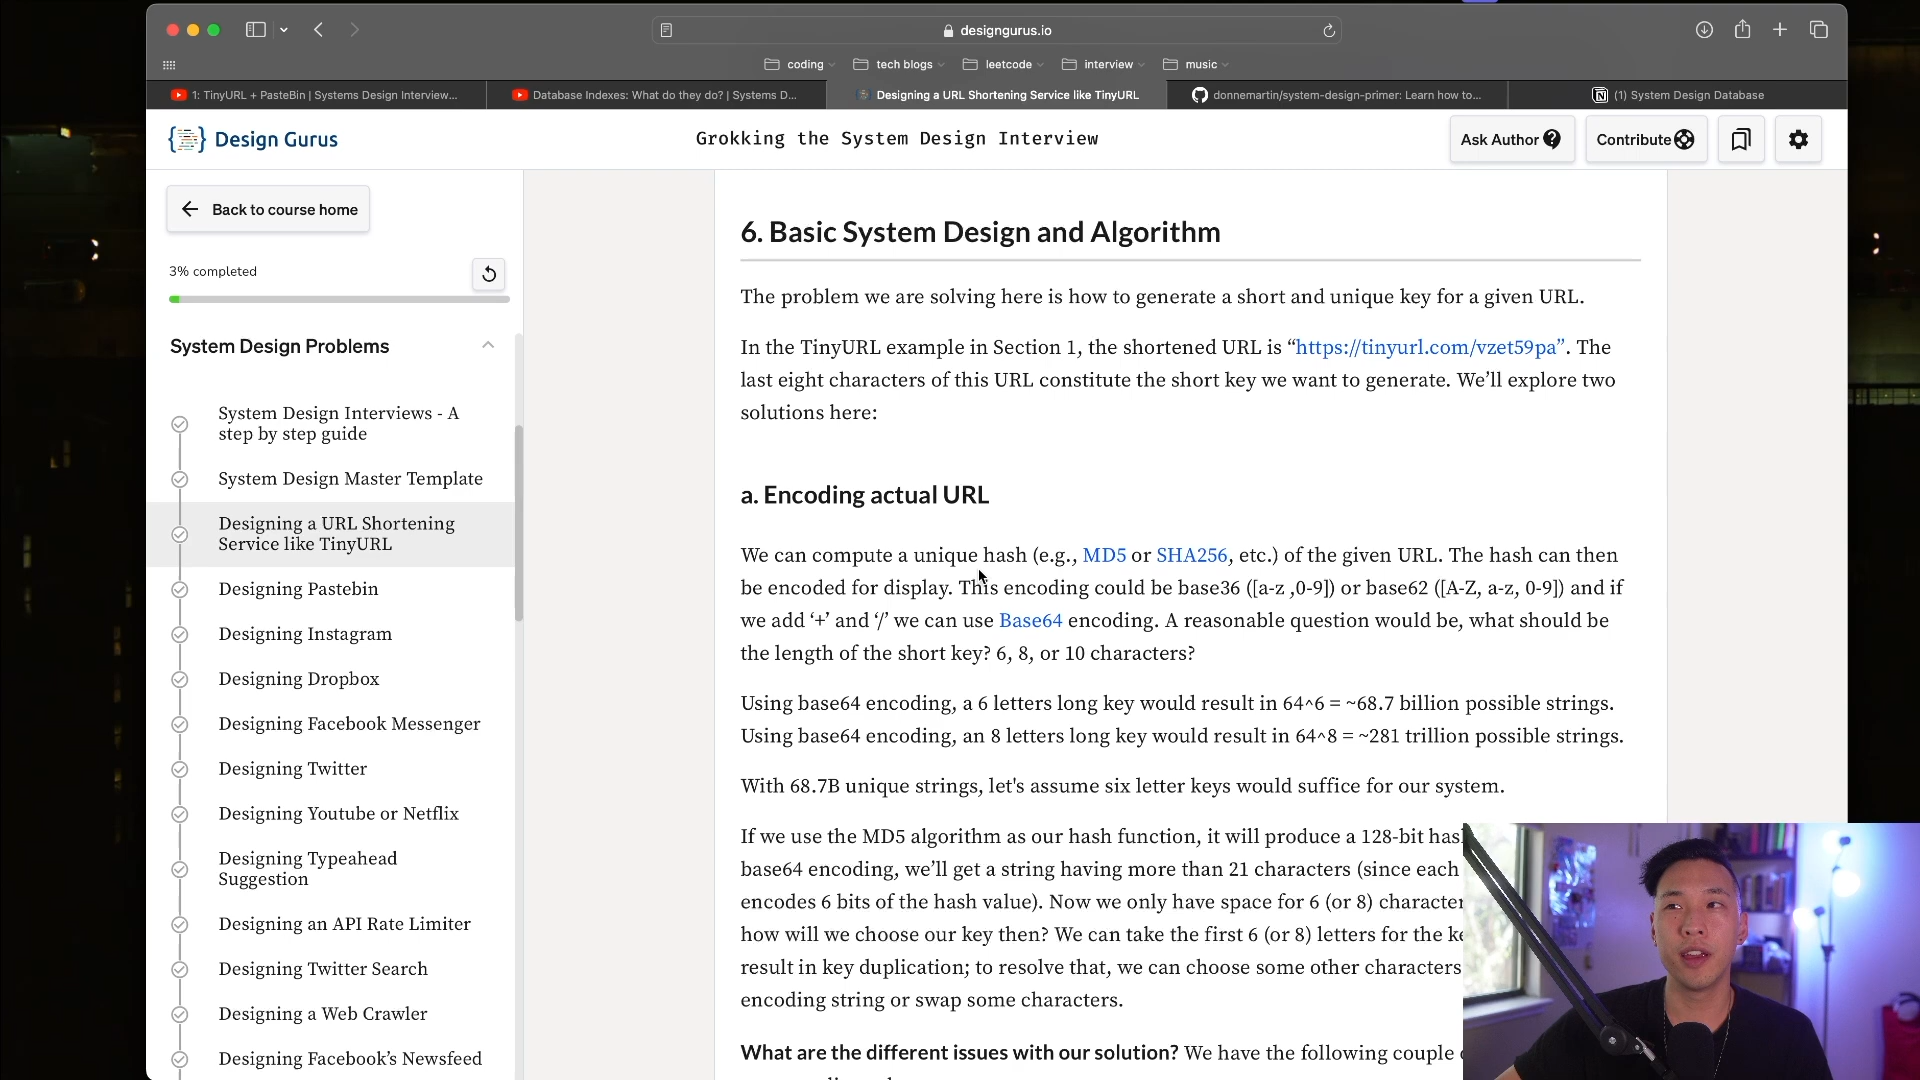 designgurus.io
coding
tech blogs
leetcode
interview
music
1: TinyURL + PasteBin | Systems Design Interview...
Database Indexes: What do they do? | Systems D...
Designing a URL Shortening Service like TinyURL
donnemartin/system-design-primer: Learn how to...
(1) System Design Database
Design Gurus
Grokking the System Design Interview
Ask Author
Contribute
Back to course home
3% completed
System Design Problems
System Design Interviews - A
step by step guide
System Design Master Template
Designing a URL Shortening
Service like TinyURL
Designing Pastebin
Designing Instagram
Designing Dropbox
Designing Facebook Messenger
Designing Twitter
Designing Youtube or Netflix
Designing Typeahead
Suggestion
Designing an API Rate Limiter
Designing Twitter Search
Designing a Web Crawler
Designing Facebook’s Newsfeed
6. Basic System Design and Algorithm
The problem we are solving here is how to generate a short and unique key for a given URL.
In the TinyURL example in Section 1, the shortened URL is “https://tinyurl.com/vzet59pa”. The
last eight characters of this URL constitute the short key we want to generate. We’ll explore two
solutions here:
a. Encoding actual URL
We can compute a unique hash (e.g., MD5 or SHA256, etc.) of the given URL. The hash can then
be encoded for display. This encoding could be base36 ([a-z ,0-9]) or base62 ([A-Z, a-z, 0-9]) and if
we add ‘+’ and ‘/’ we can use Base64 encoding. A reasonable question would be, what should be
the length of the short key? 6, 8, or 10 characters?
Using base64 encoding, a 6 letters long key would result in 64^6 = ~68.7 billion possible strings.
Using base64 encoding, an 8 letters long key would result in 64^8 = ~281 trillion possible strings.
With 68.7B unique strings, let's assume six letter keys would suffice for our system.
If we use the MD5 algorithm as our hash function, it will produce a 128-bit
base64 encoding, we’ll get a string having more than 21 characters (since each
encodes 6 bits of the hash value). Now we only have space for 6 (or 8)
how will we choose our key then? We can take the first 6 (or 8) letters for the
result in key duplication; to resolve that, we can choose some other characters
encoding string or swap some characters.
What are the different issues with our solution? We have the following couple